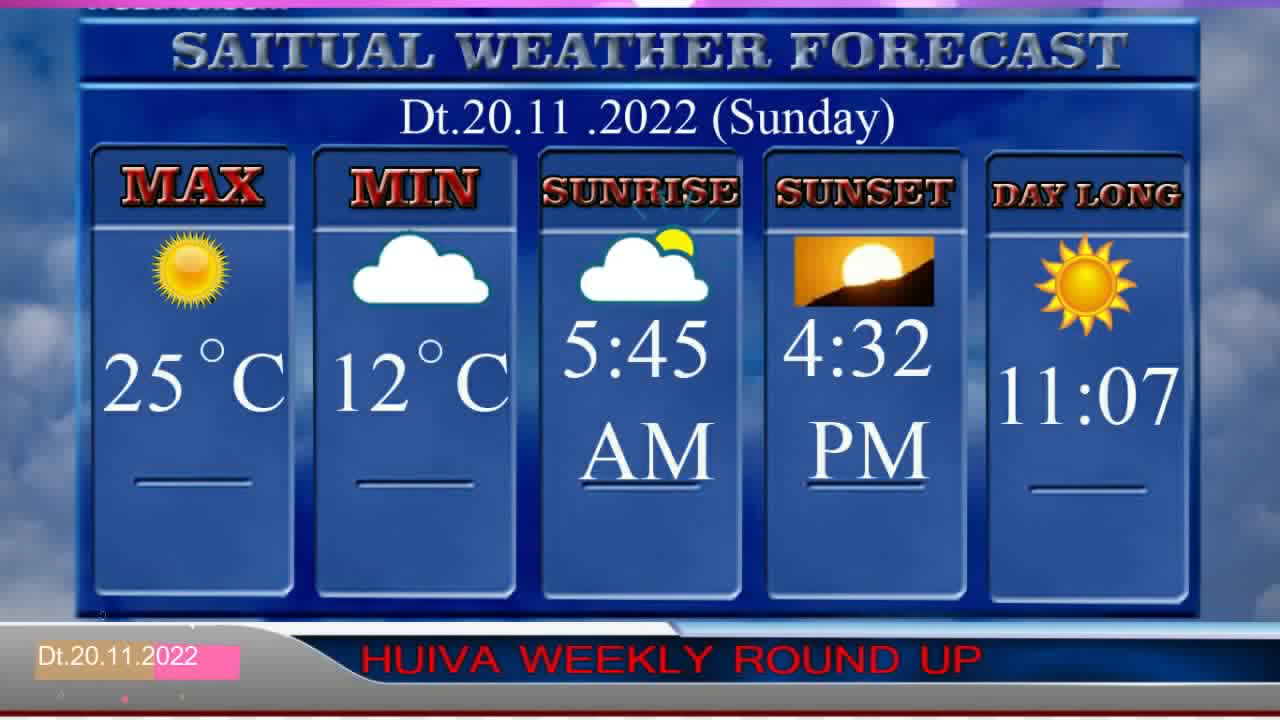 SAITUAL WEATHER FORECAST
Dt.20.11 .2022 (Sunday)
MAX
25°C
MIN
12°C
SUNRISE
5:45
AM
SUNSET
4:32
PM
DAY LONG
11:07
Dt.20.11.2022
HUIVA WEEKLY ROUND UP